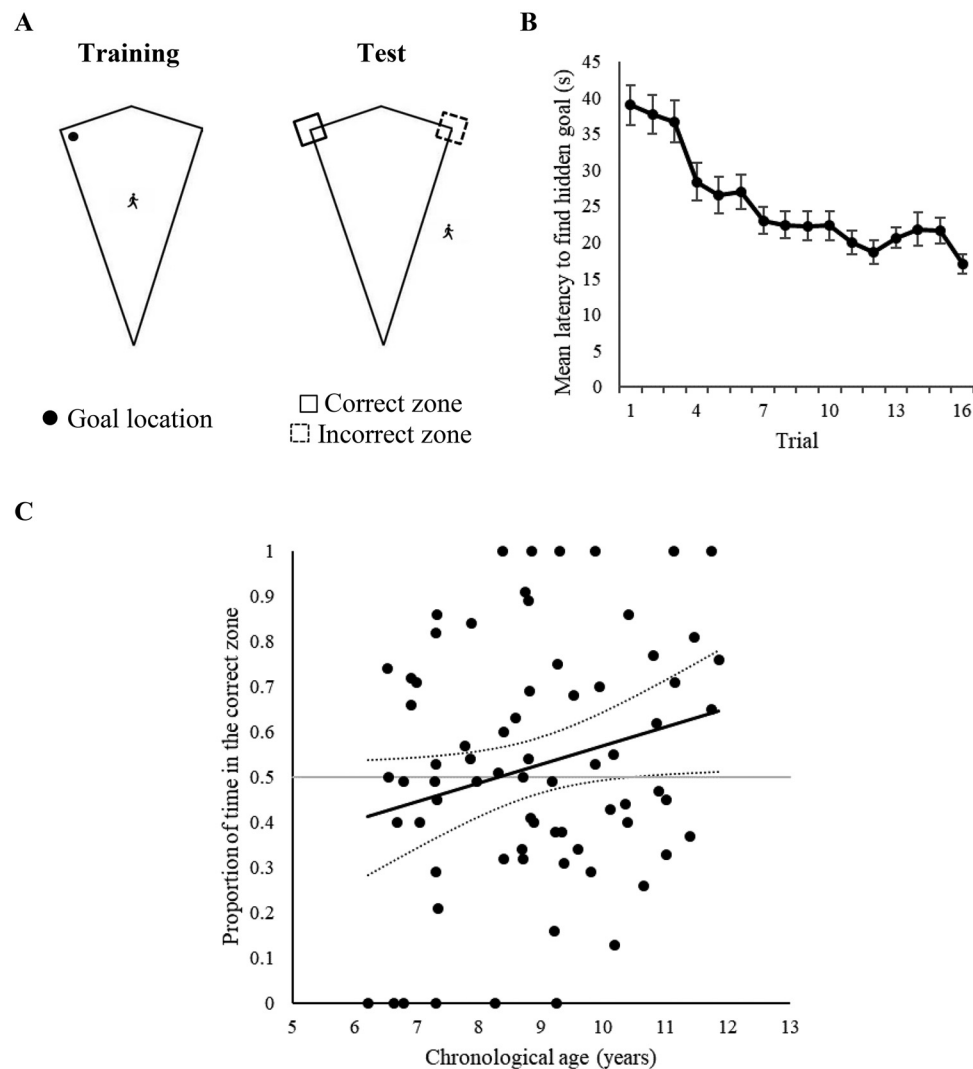 A
Training
Test
Goal location
Correct zone
Incorrect zone
B
Mean latency to find hidden goal (s)
45
40
35
30
25
20
15
10
5
0
1 4 7 10 13 16
Trial
C
Proportion of time in the correct zone
1
0.9
0.8
0.7
0.6
0.5
0.4
0.3
0.2
0.1
0
5 6 7 8 9 10 11 12 13
Chronological age (years)